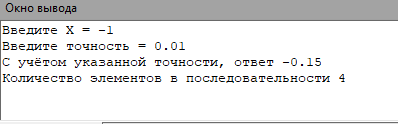 Окно вывода
Введите X = -1
Введите точность = 0.01
С учётом указанной точности, ответ -0.15
Количество элементов в последовательности 4